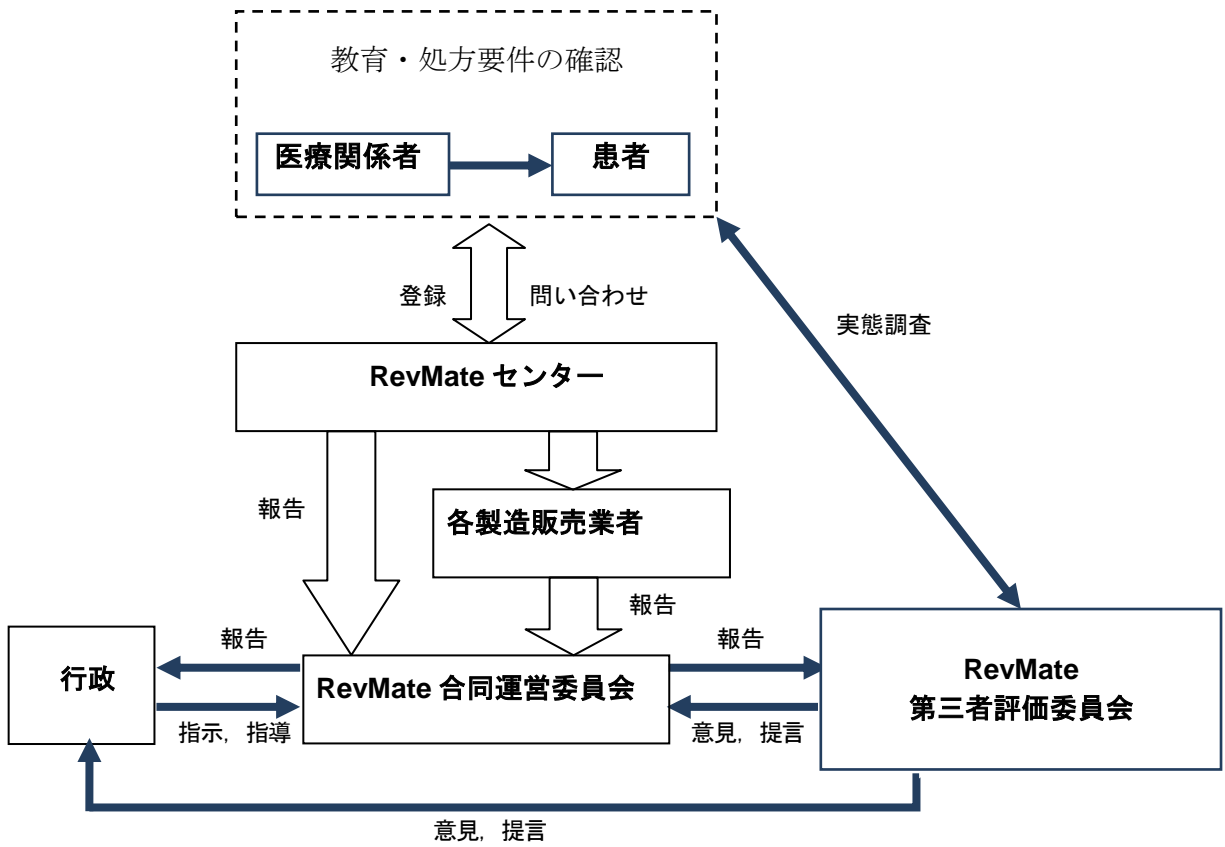 教育・処方要件の確認
医療関係者
患者
登録
問い合わせ
実態調査
RevMate センター
報告
各製造販売業者
報告
報告
報告
行政
RevMate 合同運営委員会
RevMate
第三者評価委員会
指示，指導
意見，提言
意見，提言